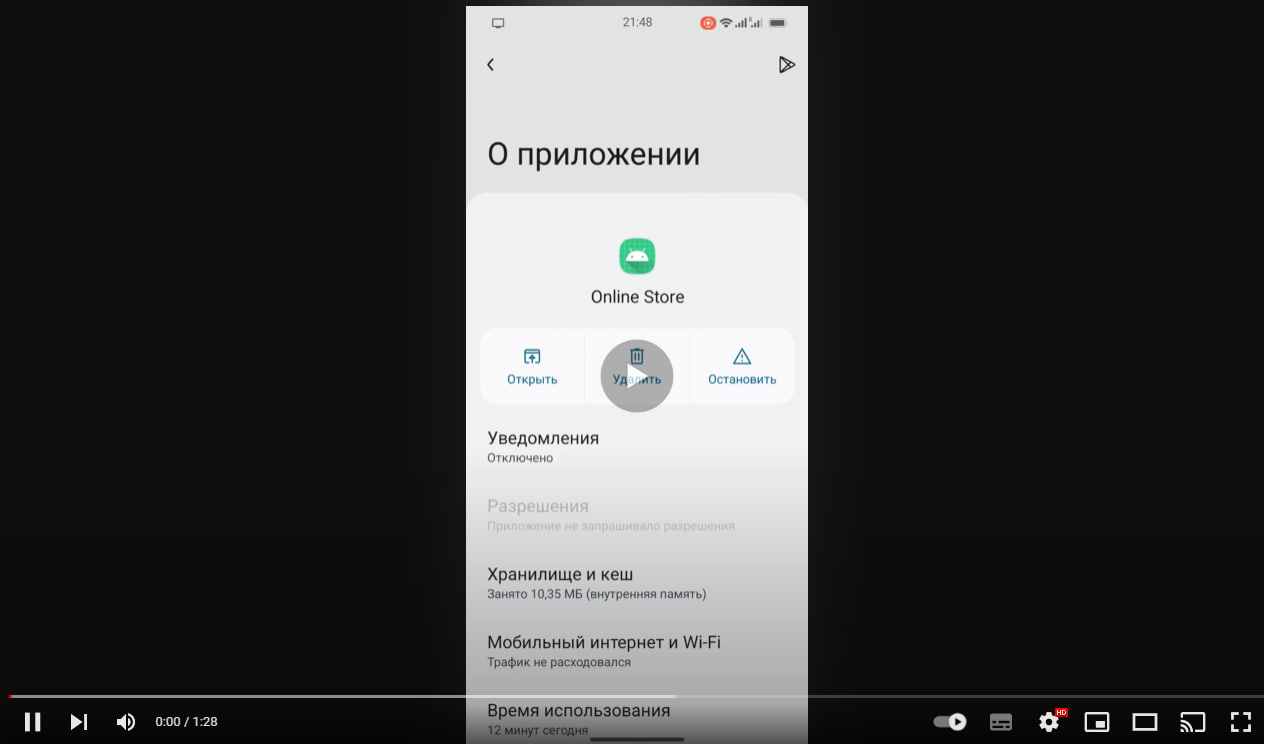 21:48
О приложении
Online Store
Открыть
Удалить
Остановить
Уведомления
Отключено
Разрешения
Приложение не запрашивало разрешения
Хранилище и кеш
Занято 10,35 МБ (внутренняя память)
Мобильный интернет и Wi-Fi
Трафик не расходовался
Время использования
12 минут сегодня
0:00 / 1:28
HD